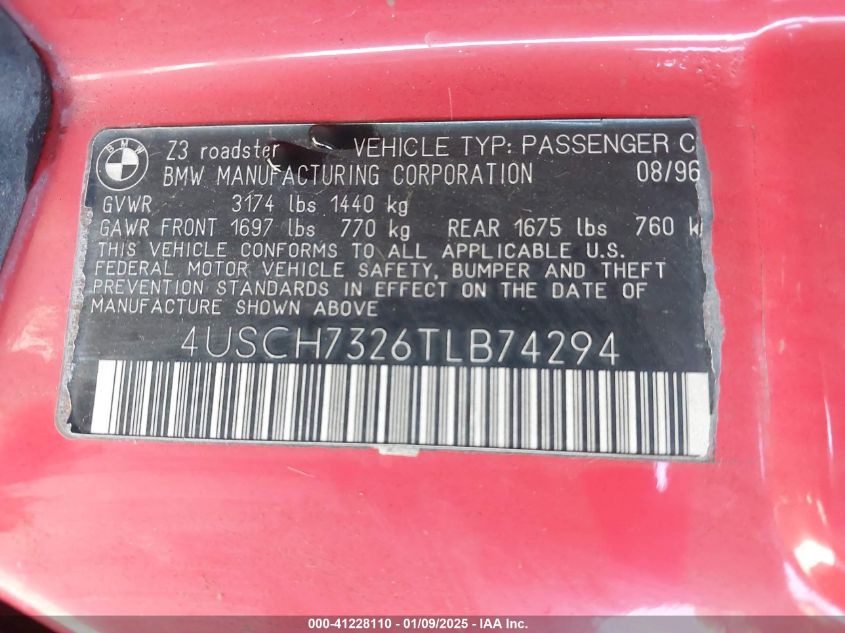 BMW
Z3 roadster VEHICLE TYP: PASSENGER C
BMW MANUFACTURING CORPORATION 08/96
GVWR 3174 lbs 1440 kg
GAWR FRONT 1697 lbs 770 kg REAR 1675 lbs 760 k
THIS VEHICLE CONFORMS TO ALL APPLICABLE U.S.
FEDERAL MOTOR VEHICLE SAFETY, BUMPER AND THEFT
PREVENTION STANDARDS IN EFFECT ON THE DATE OF
MANUFACTURE SHOWN ABOVE
4USCH7326TLB74294
000-41228110 - 01/09/2025 - IAA Inc.